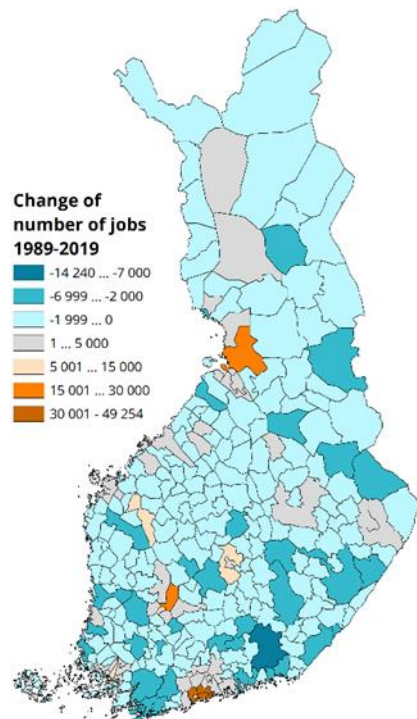 Change of
number of jobs
1989-2019
-14 240 ... -7 000
-6 999 ... -2 000
-1 999 ... 0
1 ... 5 000
5 001 ... 15 000
15 001 ... 30 000
30 001 - 49 254